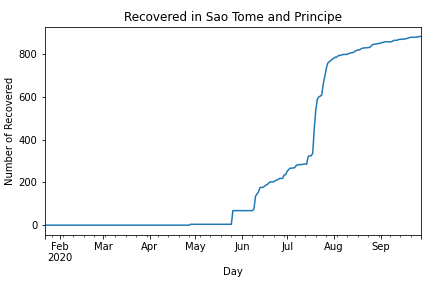 Recovered in Sao Tome and Principe
Number of Recovered
800
600
400
200
0
Feb Mar Apr May Jun Jul Aug Sep
2020
Day